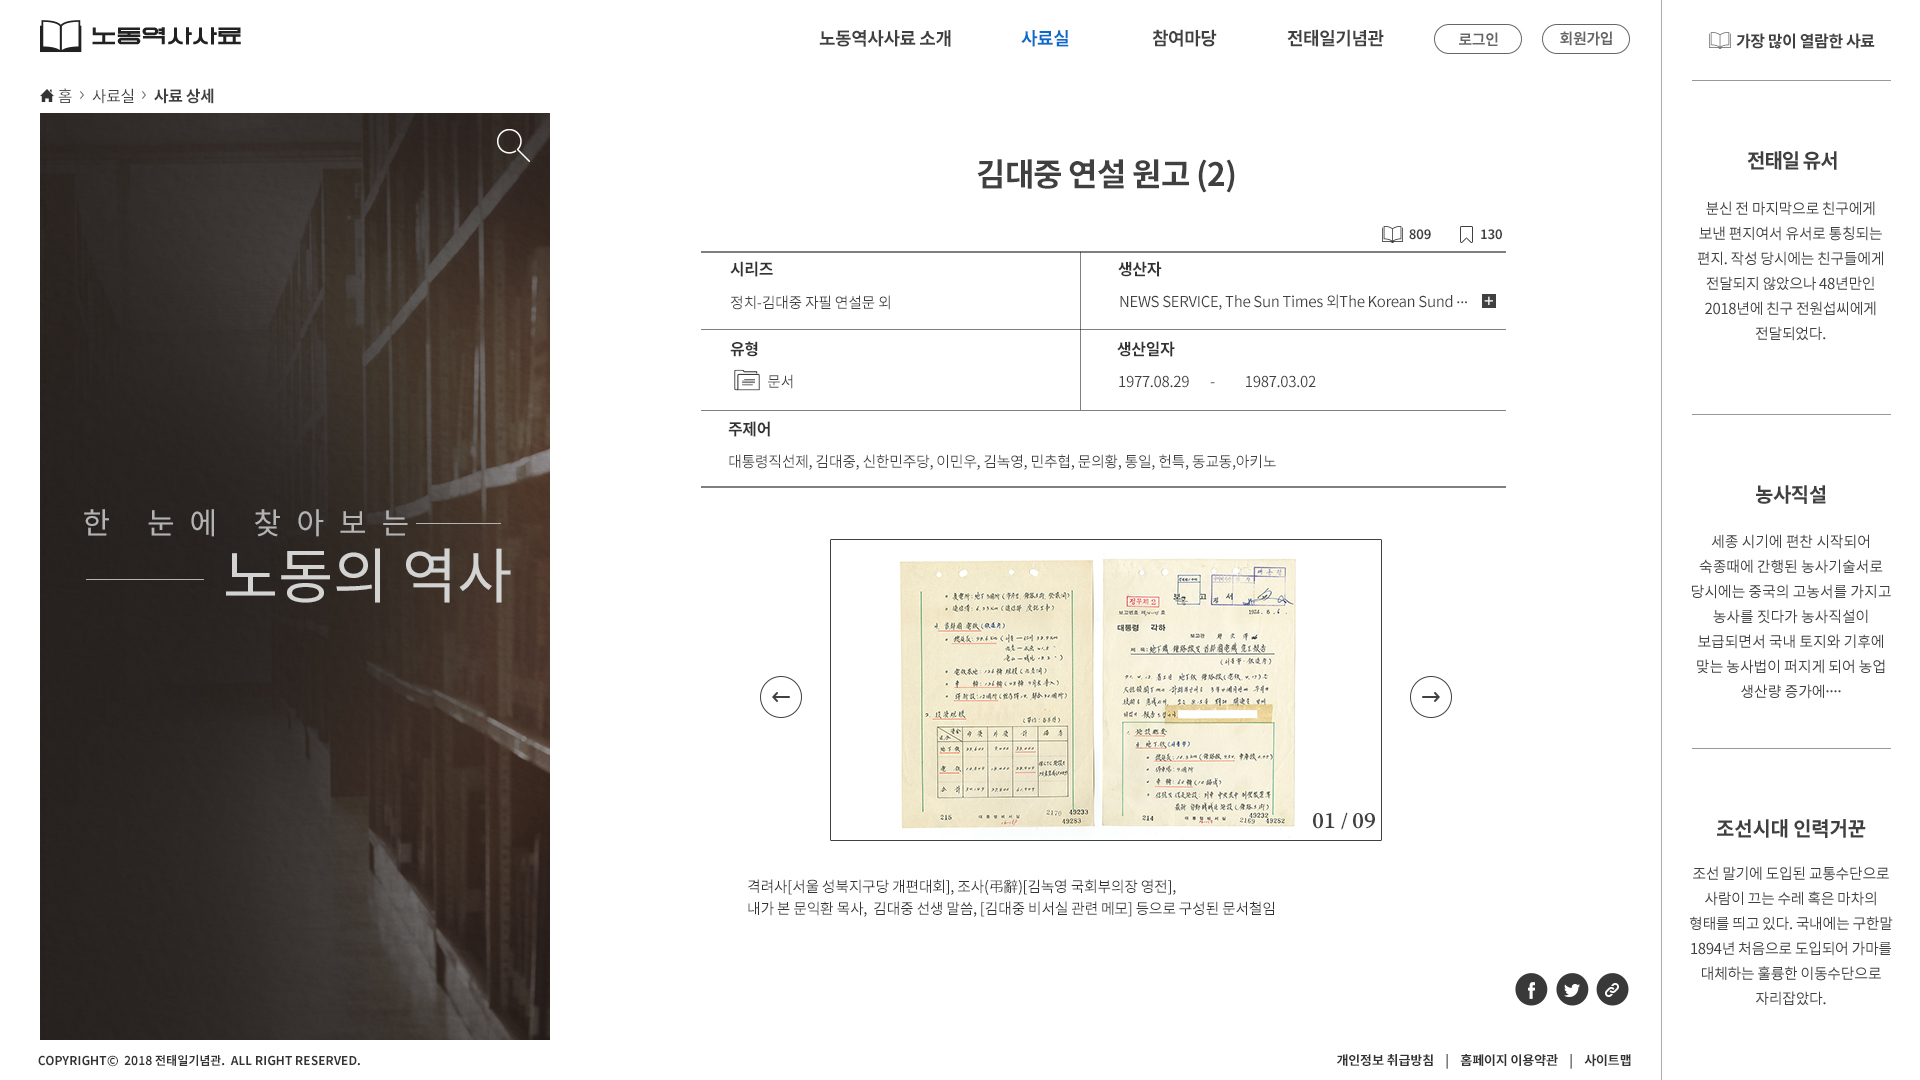 노동역사사료
노동역사사료 소개
사료실
참여마당
전태일기념관
로그인
회원가입
홈 > 사료실 > 사료 상세
한 눈에 찾아보는
노동의 역사
김대중 연설 원고 (2)
809
130
시리즈
정치-김대중 자필 연설문 외
생산자
NEWS SERVICE, The Sun Times 외The Korean Sund ···
유형
문서
생산일자
1977.08.29 - 1987.03.02
주제어
대통령직선제, 김대중, 신한민주당, 이민우, 김녹영, 민추협, 문의황, 통일, 헌특, 동교동,아키노
215
49233
49253
보고서
대통령 각하
214
2169
49232
49252
01 / 09
격려사[서울 성북지구당 개편대회], 조사(弔辭)[김녹영 국회부의장 영전],
내가 본 문익환 목사, 김대중 선생 말씀, [김대중 비서실 관련 메모] 등으로 구성된 문서철임
가장 많이 열람한 사료
전태일 유서
분신 전 마지막으로 친구에게
보낸 편지여서 유서로 통칭되는
편지. 작성 당시에는 친구들에게
전달되지 않았으나 48년만인
2018년에 친구 전원섭씨에게
전달되었다.
농사직설
세종 시기에 편찬 시작되어
숙종때에 간행된 농사기술서로
당시에는 중국의 고농서를 가지고
농사를 짓다가 농사직설이
보급되면서 국내 토지와 기후에
맞는 농사법이 퍼지게 되어 농업
생산량 증가에····
조선시대 인력거꾼
조선 말기에 도입된 교통수단으로
사람이 끄는 수레 혹은 마차의
형태를 띄고 있다. 국내에는 구한말
1894년 처음으로 도입되어 가마를
대체하는 훌륭한 이동수단으로
자리잡았다.
COPYRIGHT© 2018 전태일기념관. ALL RIGHT RESERVED.
개인정보 취급방침 | 홈페이지 이용약관 | 사이트맵